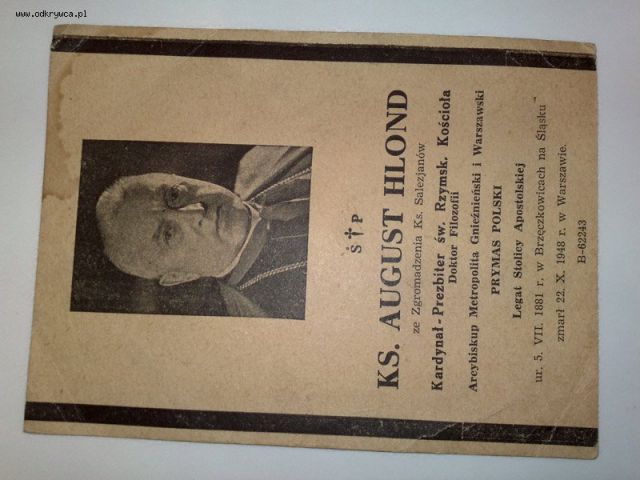 www.odkrywca.pl
Ś † P
KS. AUGUST HLOND
ze Zgromadzenia Ks. Salezjanów
Kardynał - Prezbiter św. Rzymsk. Kościoła
Doktor Filozofii
Arcybiskup Metropolita Gnieźnieński i Warszawski
PRYMAS POLSKI
Legat Stolicy Apostolskiej
ur. 5. VII. 1881 r. w Brzęczkowicach na Śląsku
zmarł 22. X. 1948 r. w Warszawie.
B-62243